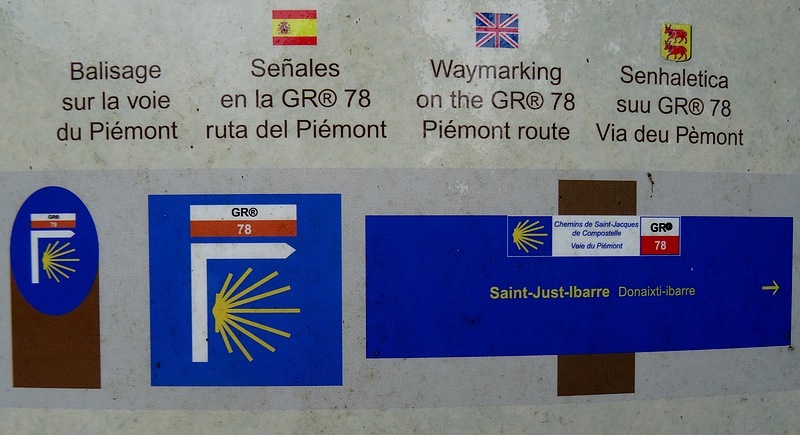 Balisage
sur la voie
du Piémont
Señales
en la GR® 78
ruta del Piémont
Waymarking
on the GR® 78
Piémont route
Senhaletica
suu GR® 78
Via deu Pèmont
GR®
78
GR®
78
Chemins de Saint-Jacques
de Compostelle
Voie du Piémont
GR®
78
Saint-Just-Ibarre Donaixti-ibarre →